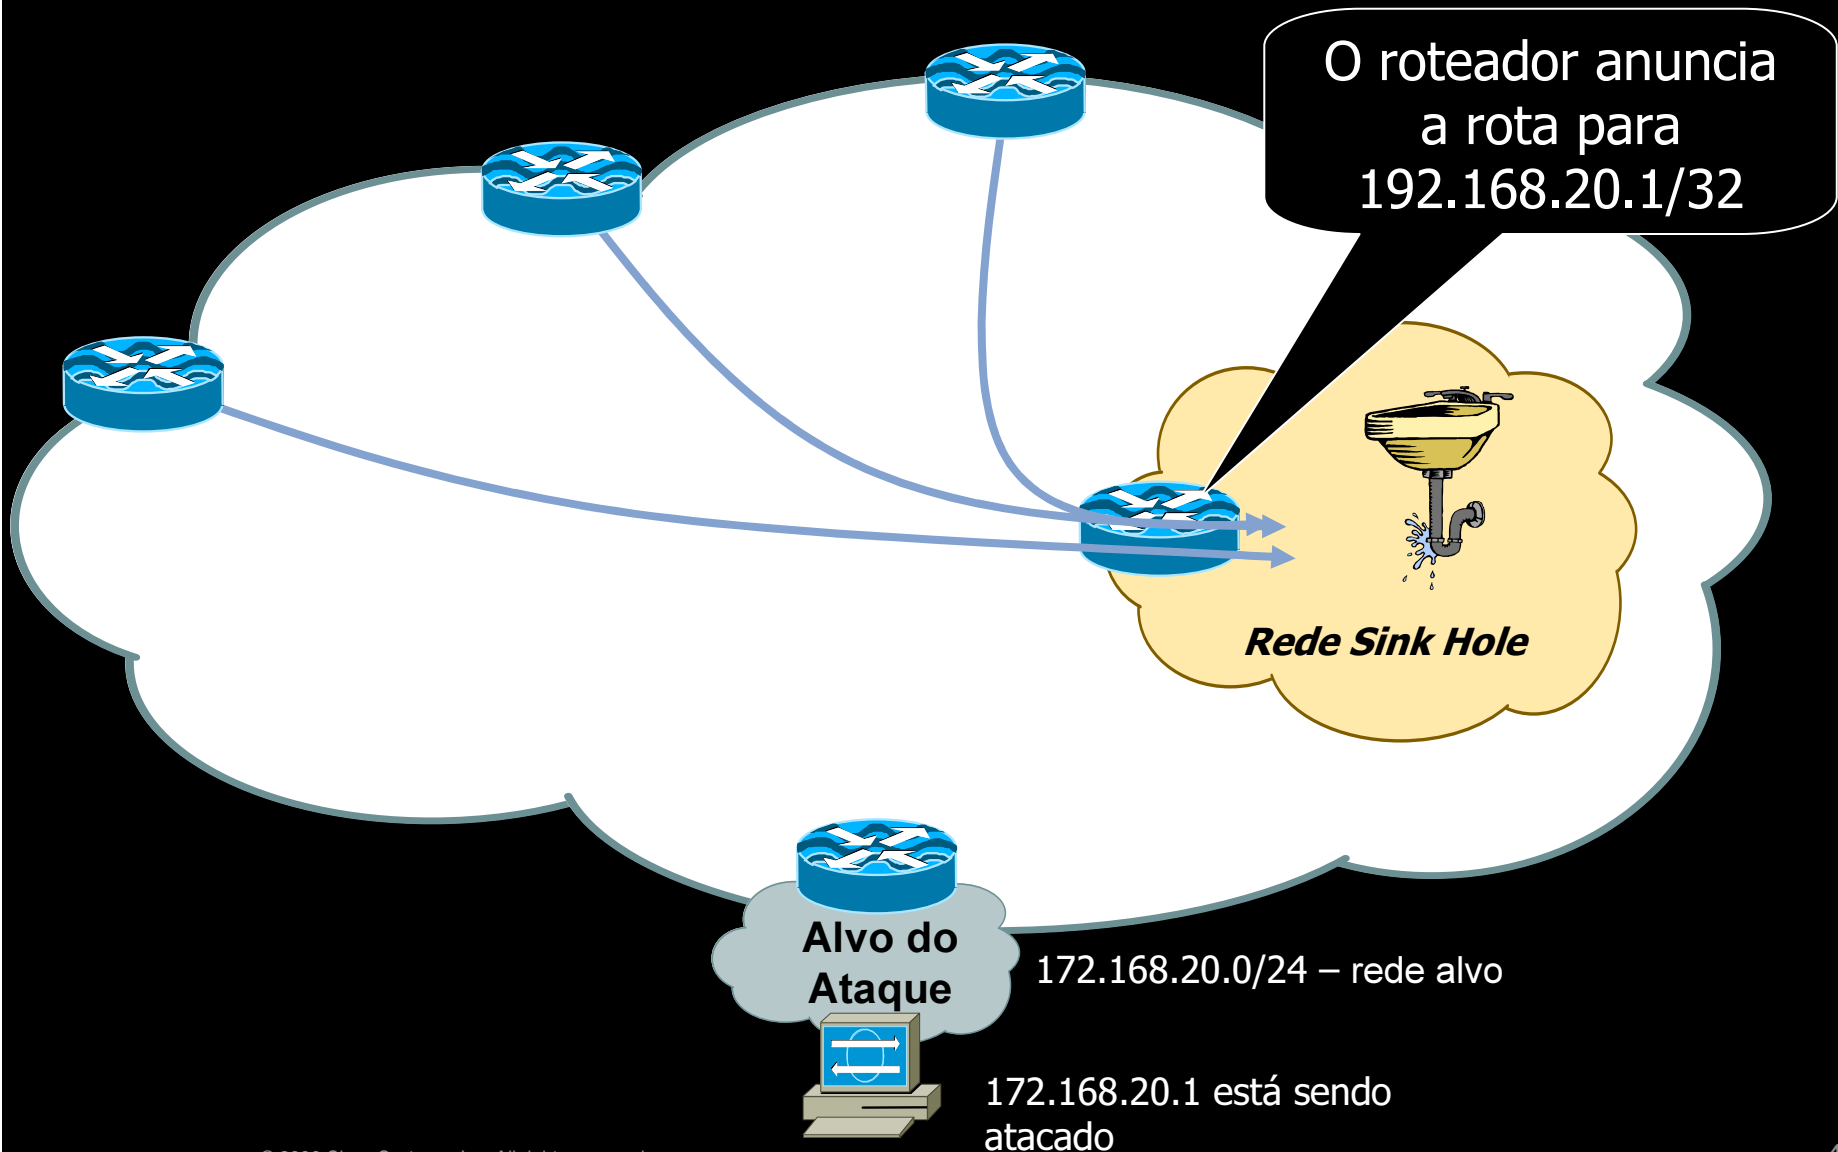 O roteador anuncia
a rota para
192.168.20.1/32
Rede Sink Hole
Alvo do
Ataque
172.168.20.0/24 – rede alvo
172.168.20.1 está sendo
atacado